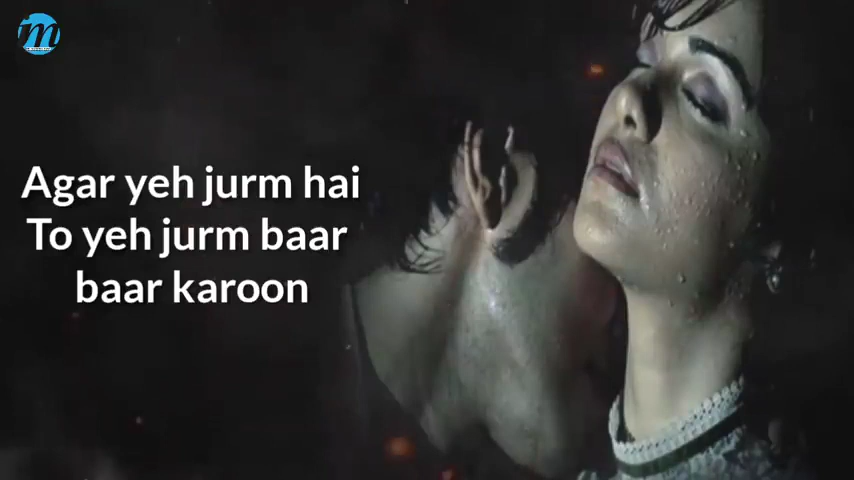 m
Agar yeh jurm hai
To yeh jurm baar
baar karoon